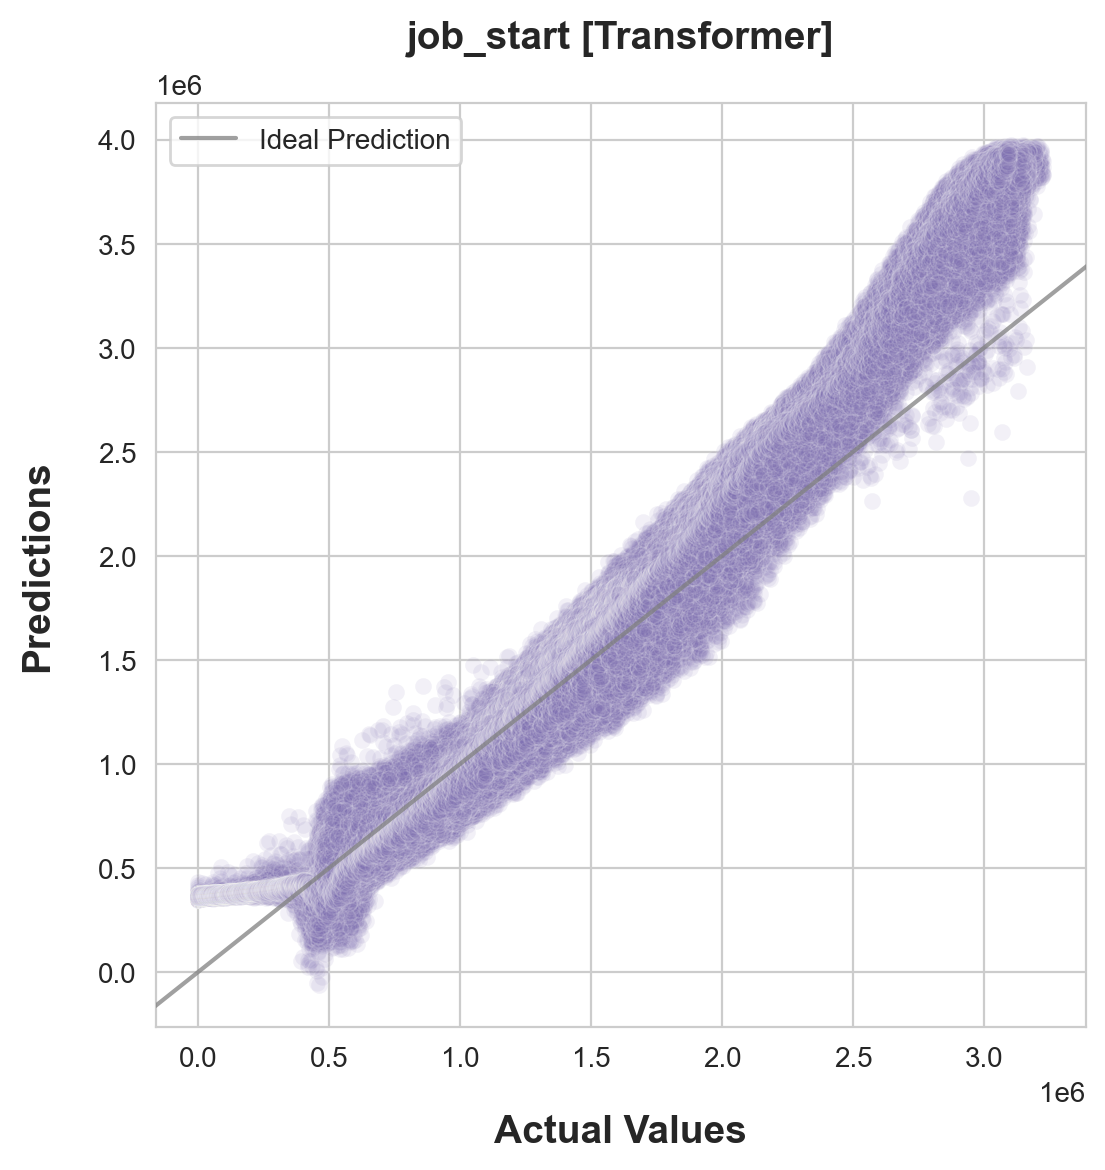 job_start [Transformer]
1e6
Ideal Prediction
4.0
3.5
3.0
2.5
2.0
1.5
1.0
0.5
0.0
Predictions
0.0 0.5 1.0 1.5 2.0 2.5 3.0
1e6
Actual Values